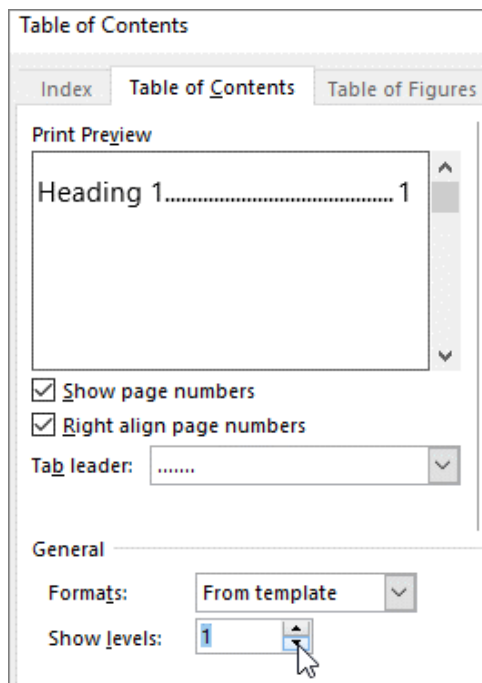 Table of Contents
Index Table of Contents Table of Figures
Print Preview
Heading 1............................................ 1
Show page numbers
Right align page numbers
Tab leader: .......
General
Formats: From template
Show levels: 1